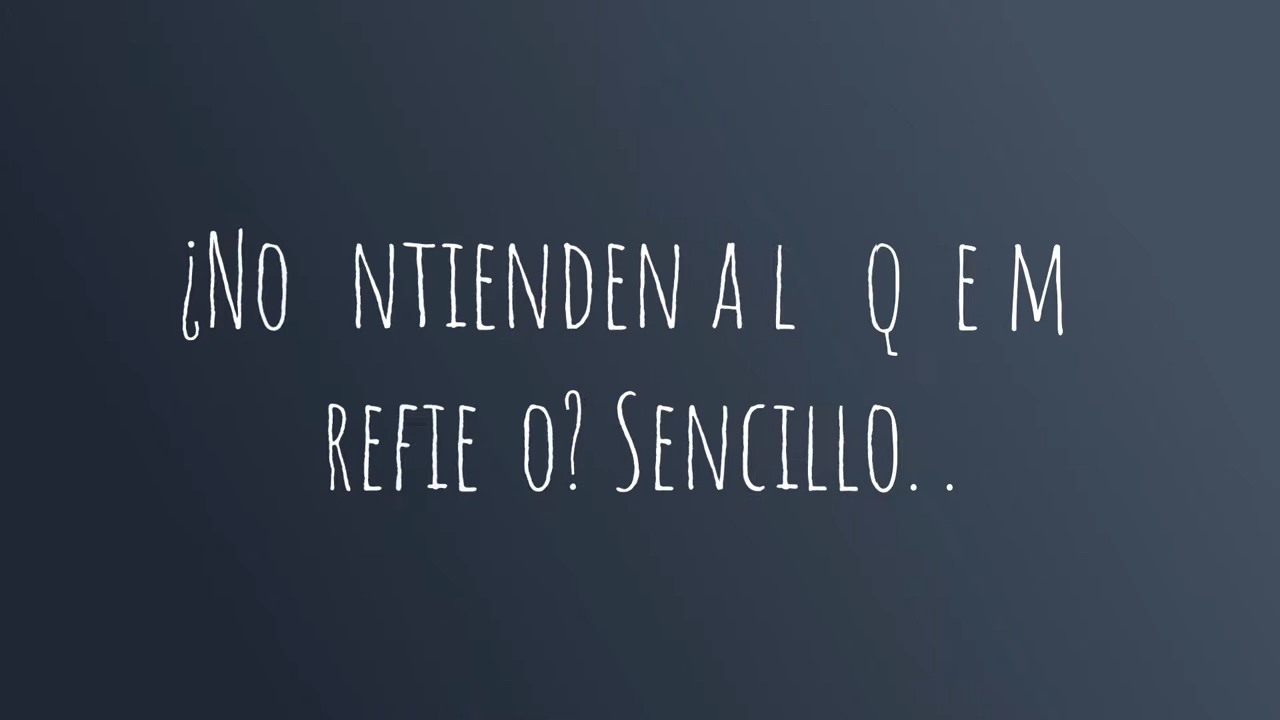 ¿No ntienden a l q e m
refie o? Sencillo. .